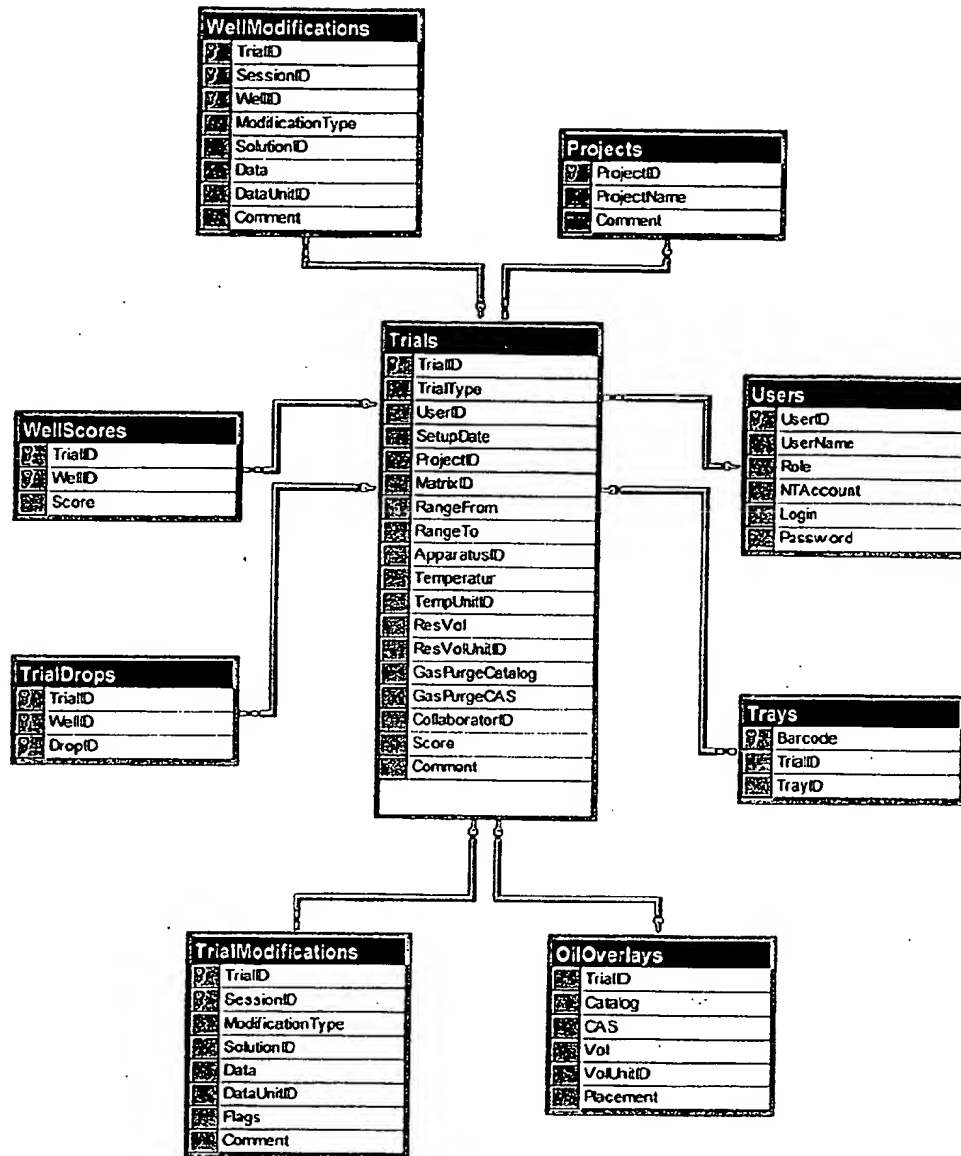 WellModifications
TrialID
SessionID
WellID
ModificationType
SolutionID
Data
DataUnitID
Comment
Projects
ProjectID
ProjectName
Comment
Trials
TrialID
TrialType
UserID
SetupDate
ProjectID
MatrixID
RangeFrom
RangeTo
ApparatusID
Temperatur
TempUnitID
ResVol
ResVolUnitID
GasPurgeCatalog
GasPurgeCAS
CollaboratorID
Score
Comment
WellScores
TrialID
WellID
Score
Users
UserID
UserName
Role
NTAccount
Login
Password
TrialDrops
TrialID
WellID
DropID
Trays
Barcode
TrialID
TrayID
TrialModifications
TrialID
SessionID
ModificationType
SolutionID
Data
DataUnitID
Flags
Comment
OilOverlays
TrialID
Catalog
CAS
Vol
VolUnitID
Placement